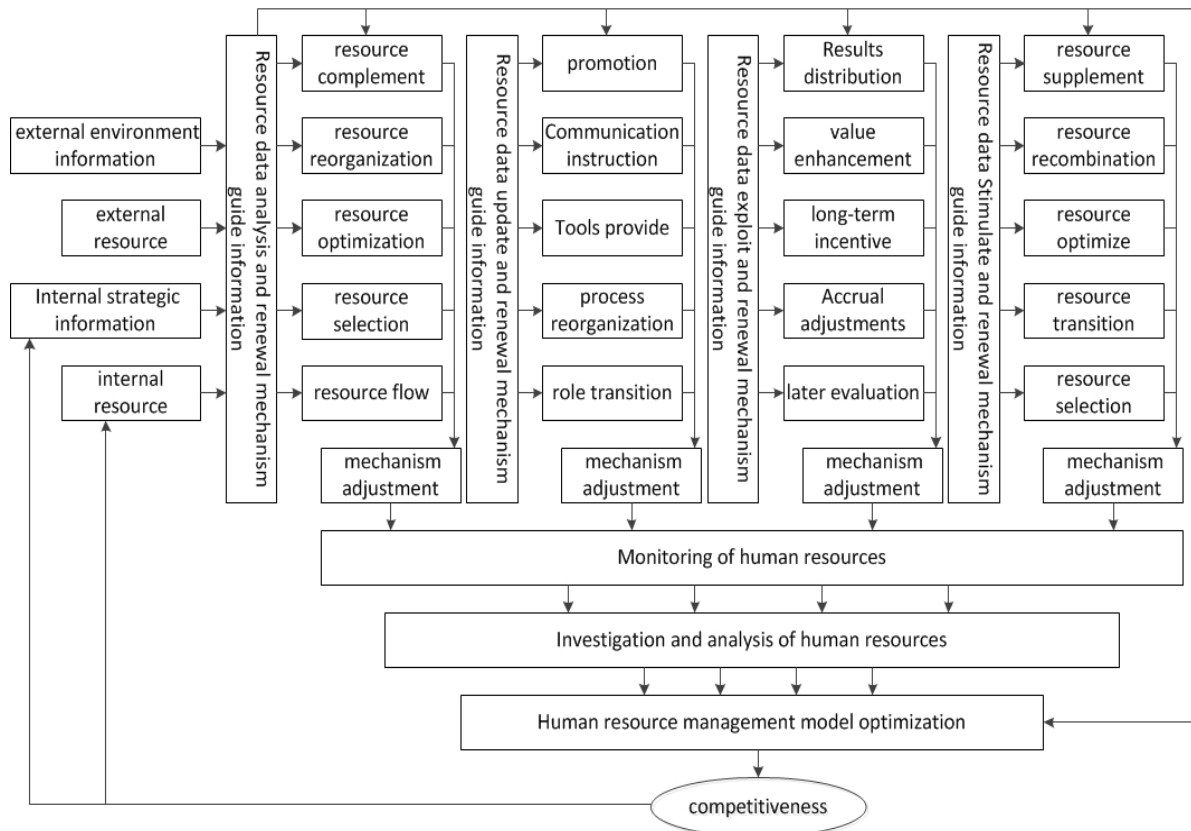 external environment
information
external
resource
Internal strategic
information
internal
resource
Resource data analysis and renewal mechanism
guide information
resource
complement
resource
reorganization
resource
optimization
resource
selection
resource flow
mechanism
adjustment
Resource data update and renewal mechanism
guide information
promotion
Communication
instruction
Tools provide
process
reorganization
role transition
mechanism
adjustment
Resource data exploit and renewal mechanism
guide information
Results
distribution
value
enhancement
long-term
incentive
Accrual
adjustments
later evaluation
mechanism
adjustment
Resource data Stimulate and renewal mechanism
guide information
resource
supplement
resource
recombination
resource
optimize
resource
transition
resource
selection
mechanism
adjustment
Monitoring of human resources
Investigation and analysis of human resources
Human resource management model optimization
competitiveness